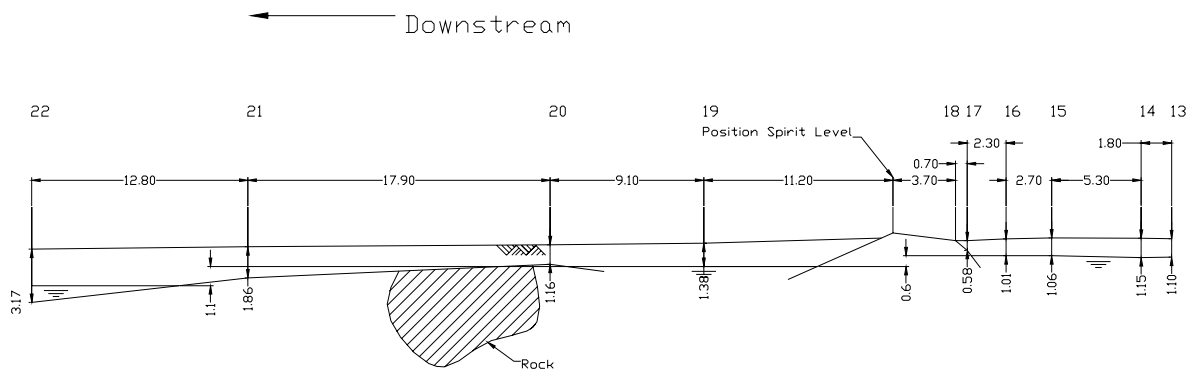 Downstream
22 21 20 19 18 17 16 15 14 13
Position Spirit Level
2.30 1.80
0.70
12.80 17.90 9.10 11.20 3.70 2.70 5.30
3.17 1.1 1.86 1.16 1.38 0.6 0.58 1.01 1.06 1.15 1.10
Rock